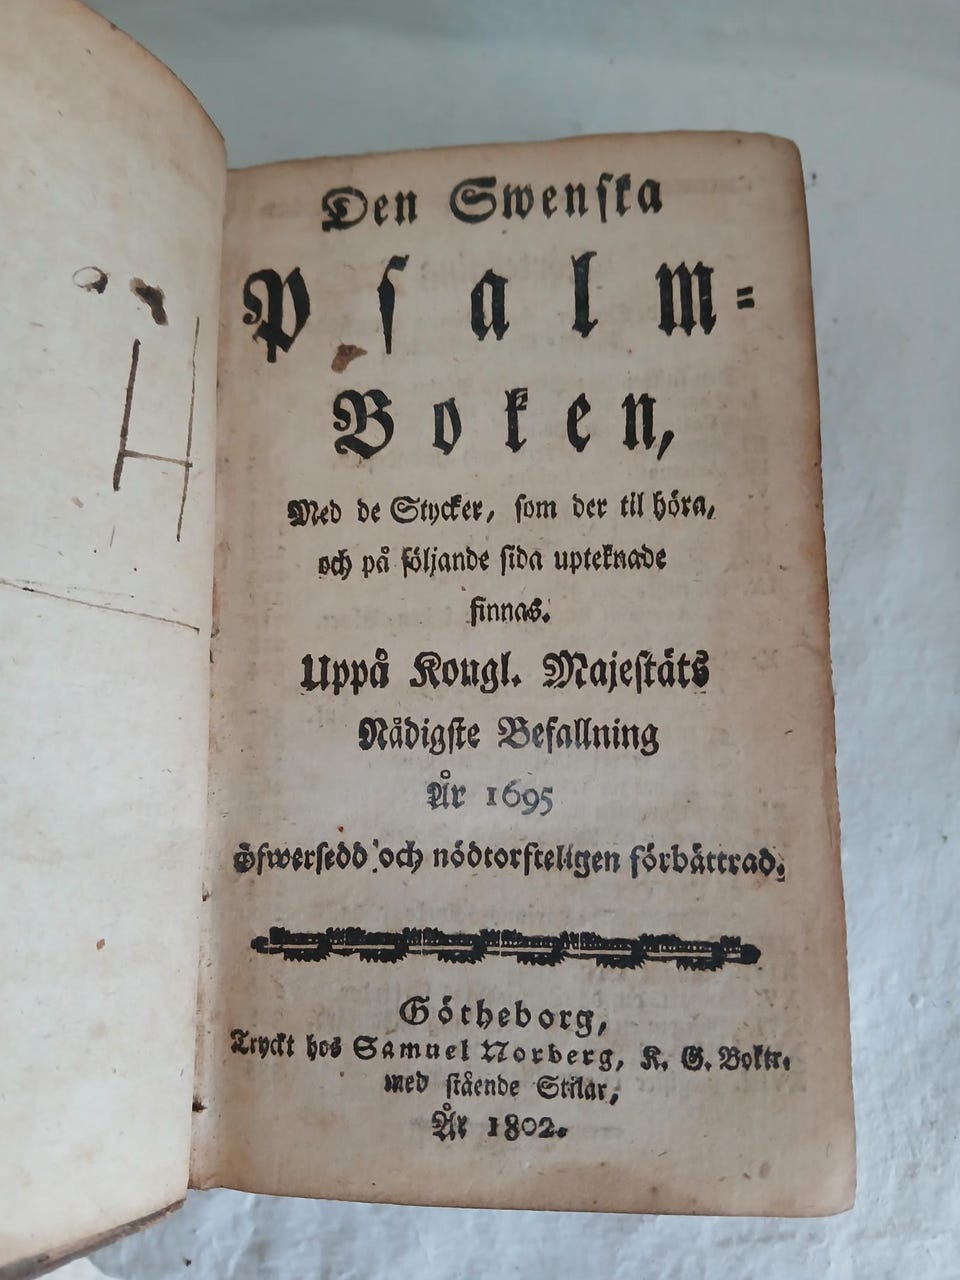 Den Swenska
Psalm-
Boken,
Med de Stycker, som der til höra,
och på följande sida upteknade
finnas.
Uppå Kongl. Majestäts
Nådigste Befallning
År 1695
öfwersedd och nödtorfteligen förbättrad.
Götheborg,
Tryckt hos Samuel Norberg, K. G. Boktr.
med stående Stilar,
År 1802.